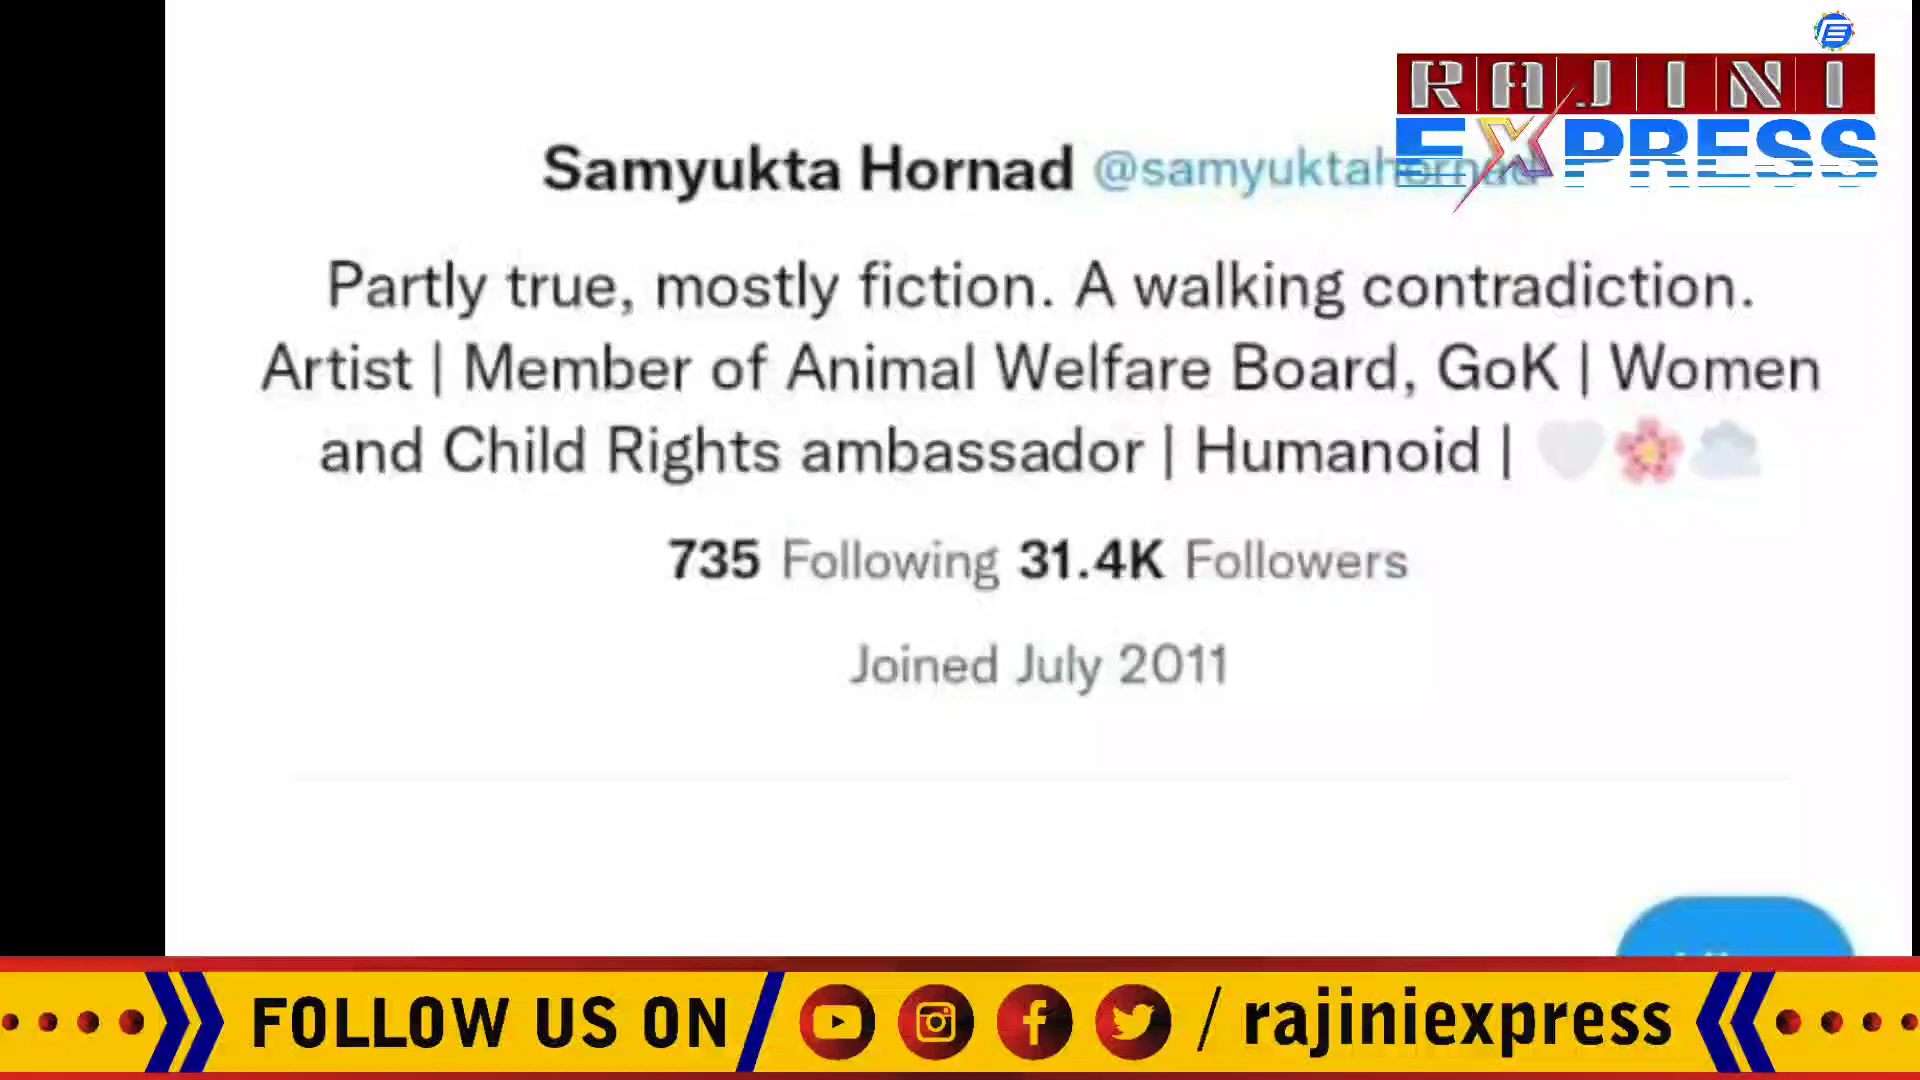 RAJINI
EXPRESS
Samyukta Hornad @samyuktahornad
Partly true, mostly fiction. A walking contradiction.
Artist | Member of Animal Welfare Board, GoK | Women
and Child Rights ambassador | Humanoid | 🤍🌸☁️
735 Following 31.4K Followers
Joined July 2011
FOLLOW US ON / / rajiniexpress